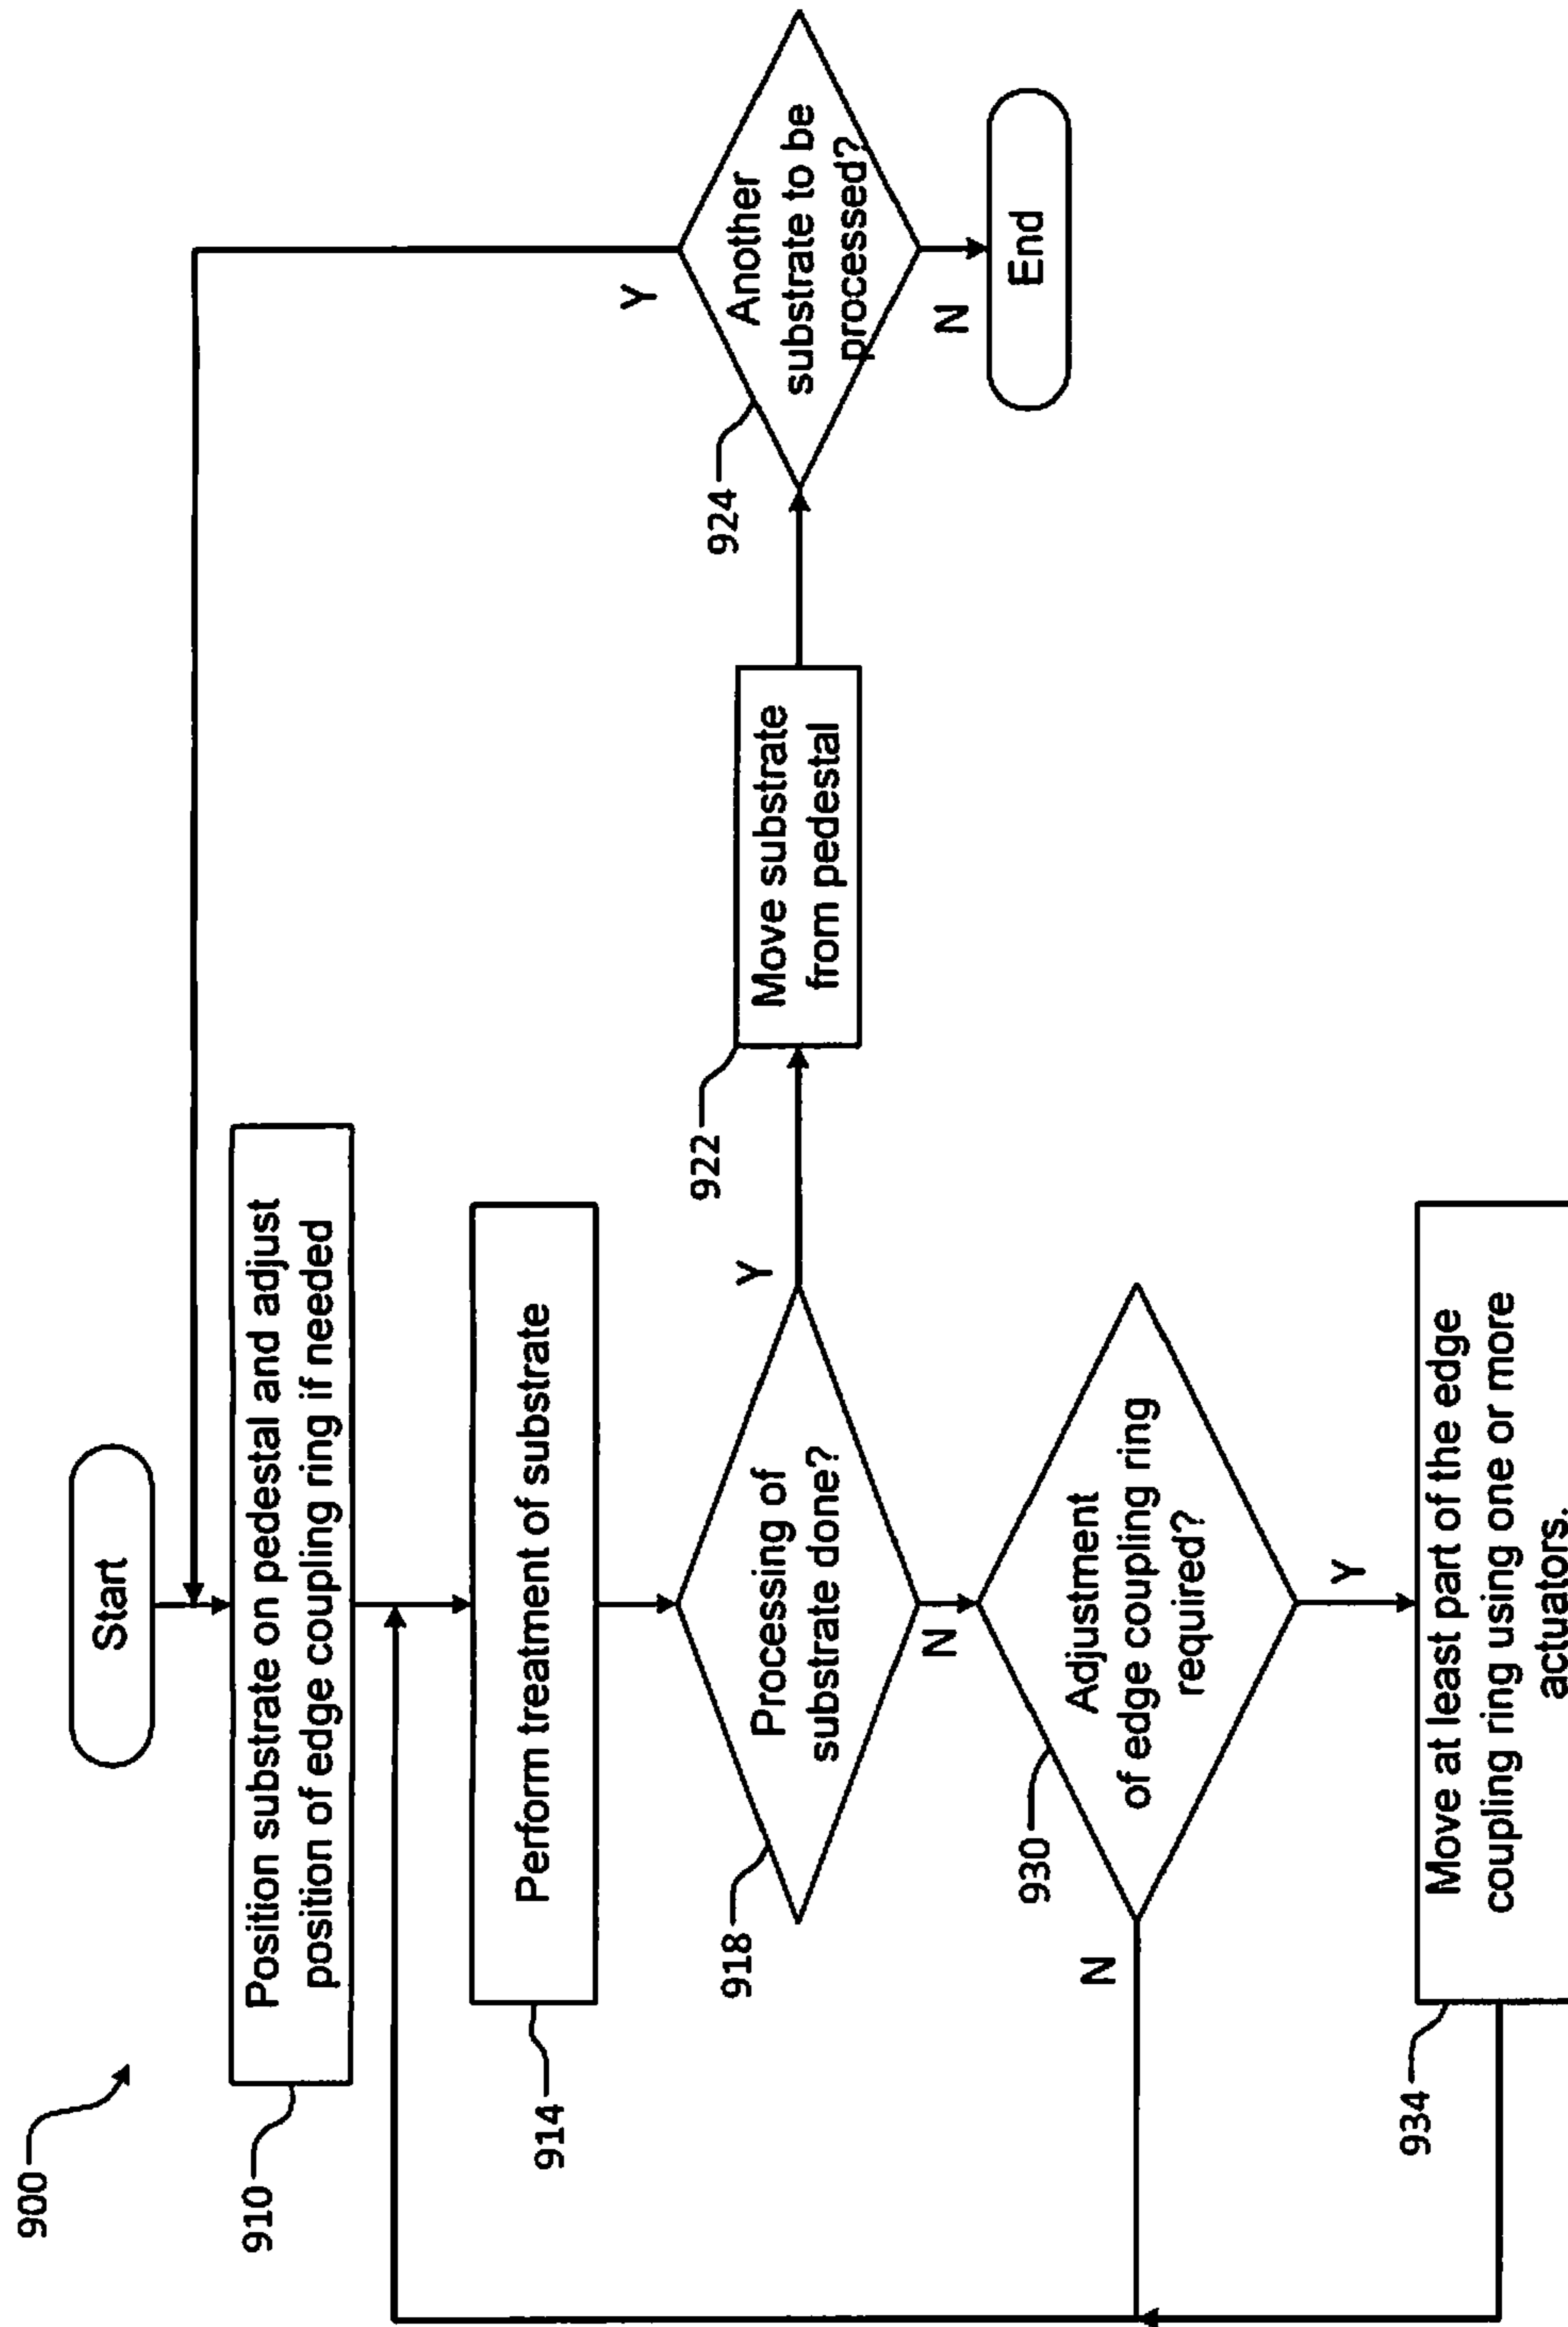 900
Start
910
Position substrate on pedestal and adjust
position of edge coupling ring if needed
914
Perform treatment of substrate
918
Processing of
substrate done?
Y
N
922
Move substrate
from pedestal
924
Another
substrate to be
processed?
Y
N
End
930
Adjustment
of edge coupling ring
required?
N
Y
934
Move at least part of the edge
coupling ring using one or more
actuators.